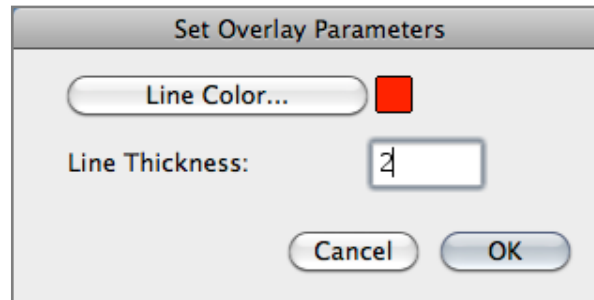 Set Overlay Parameters
Line Color...
Line Thickness: 2
Cancel OK